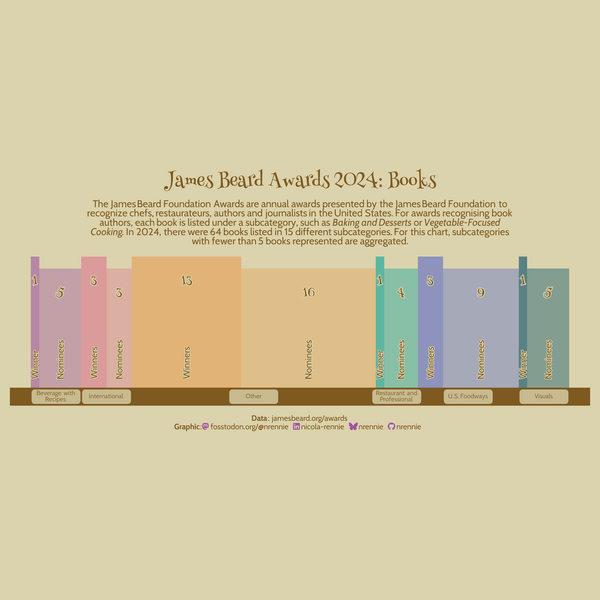 James Beard Awards 2024: Books
The James Beard Foundation Awards are annual awards presented by the James Beard Foundation to
recognize chefs, restaurateurs, authors and journalists in the United States. For awards recognising book
authors, each book is listed under a subcategory, such as Baking and Desserts or Vegetable-Focused
Cooking. In 2024, there were 64 books listed in 15 different subcategories. For this chart, subcategories
with fewer than 5 books represented are aggregated.
1
Winner
5
Nominees
3
Winners
3
Nominees
13
Winners
16
Nominees
1
Winner
4
Nominees
3
Winners
9
Nominees
1
Winner
5
Nominees
Beverage with
Recipes
International
Other
Restaurant and
Professional
U.S. Foodways
Visuals
Data: jamesbeard.org/awards
Graphic: fosstodon.org/@nrennie nicola-rennie nrennie nrennie